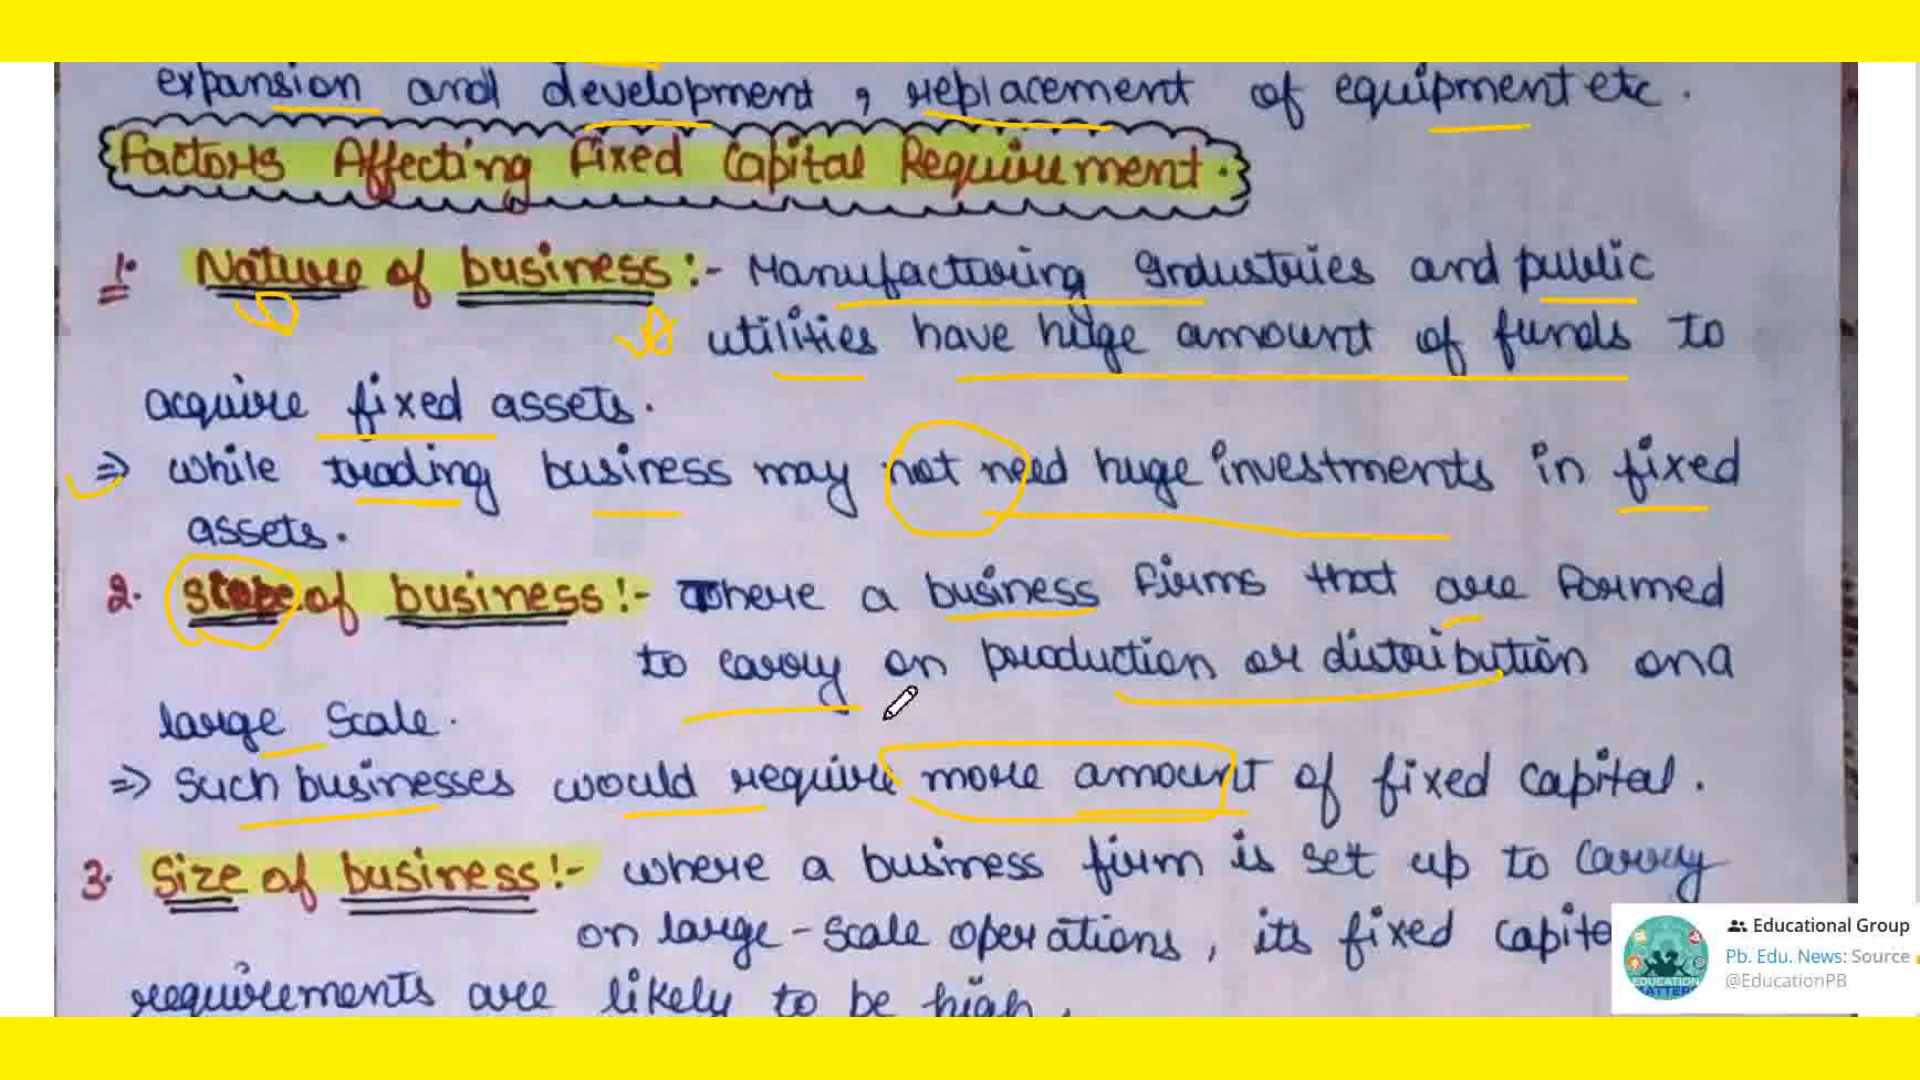 expansion and development, replacement of equipment etc.
Factors Affecting Fixed Capital Requirement.
1. Nature of business:- Manufacturing Industries and public
utilities have huge amount of funds to
acquire fixed assets.
⇒ while trading business may not need huge investments in fixed
assets.
2. of business:- where a business firms that are formed
to carry on production or distribution on a
large scale.
⇒ Such businesses would require more amount of fixed capital.
3. Size of business:- where a business firm is set up to carry
on large-scale operations, its fixed
requirements are likely to be high.
Educational Group
Pb. Edu. News: Source
@EducationPB
EDUCATION
MATTERS